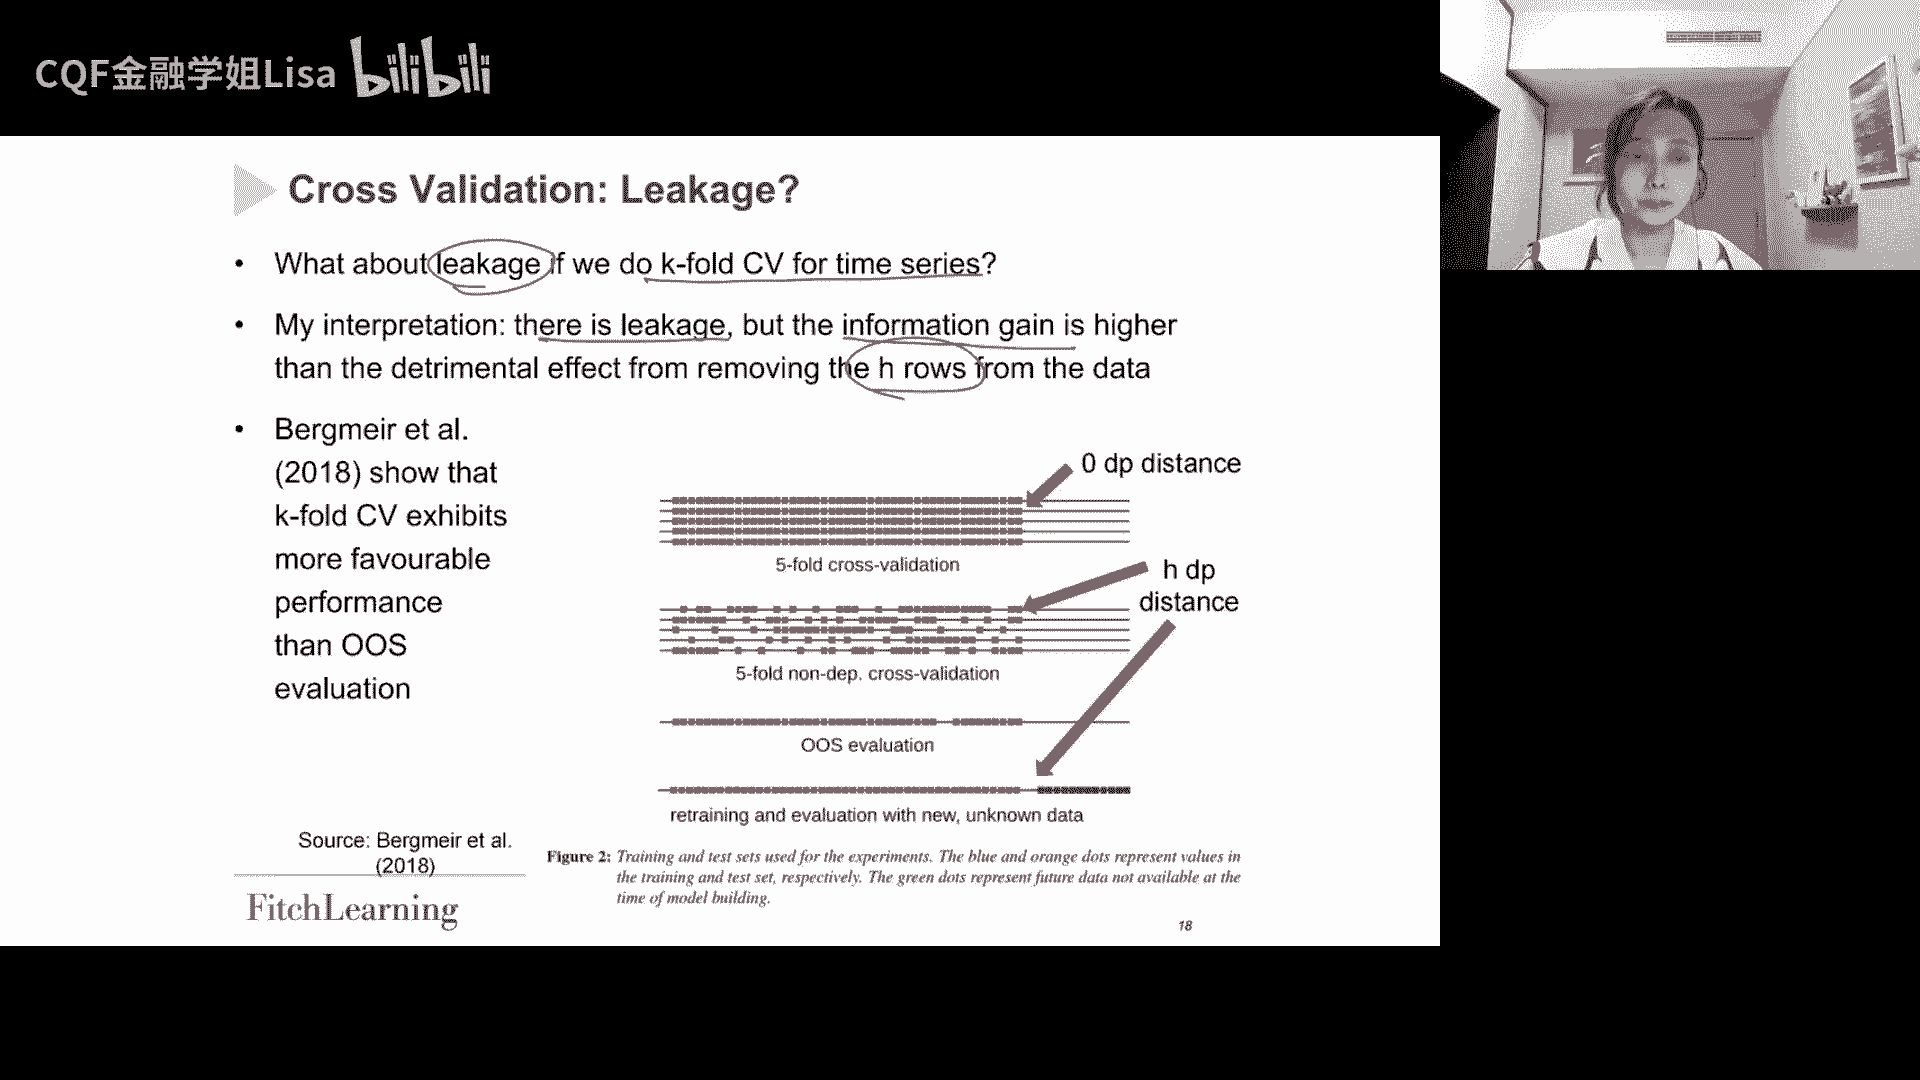 CQF金融学姐Lisa bilibili
Cross Validation: Leakage?
• What about leakage if we do k-fold CV for time series?
• My interpretation: there is leakage, but the information gain is higher
than the detrimental effect from removing the h rows from the data
• Bergmeir et al.
(2018) show that
k-fold CV exhibits
more favourable
performance
than OOS
evaluation
0 dp distance
5-fold cross-validation
h dp
distance
5-fold non-dep. cross-validation
OOS evaluation
retraining and evaluation with new, unknown data
Source: Bergmeir et al.
(2018)
Figure 2: Training and test sets used for the experiments. The blue and orange dots represent values in
the training and test set, respectively. The green dots represent future data not available at the
time of model building.
FitchLearning
18